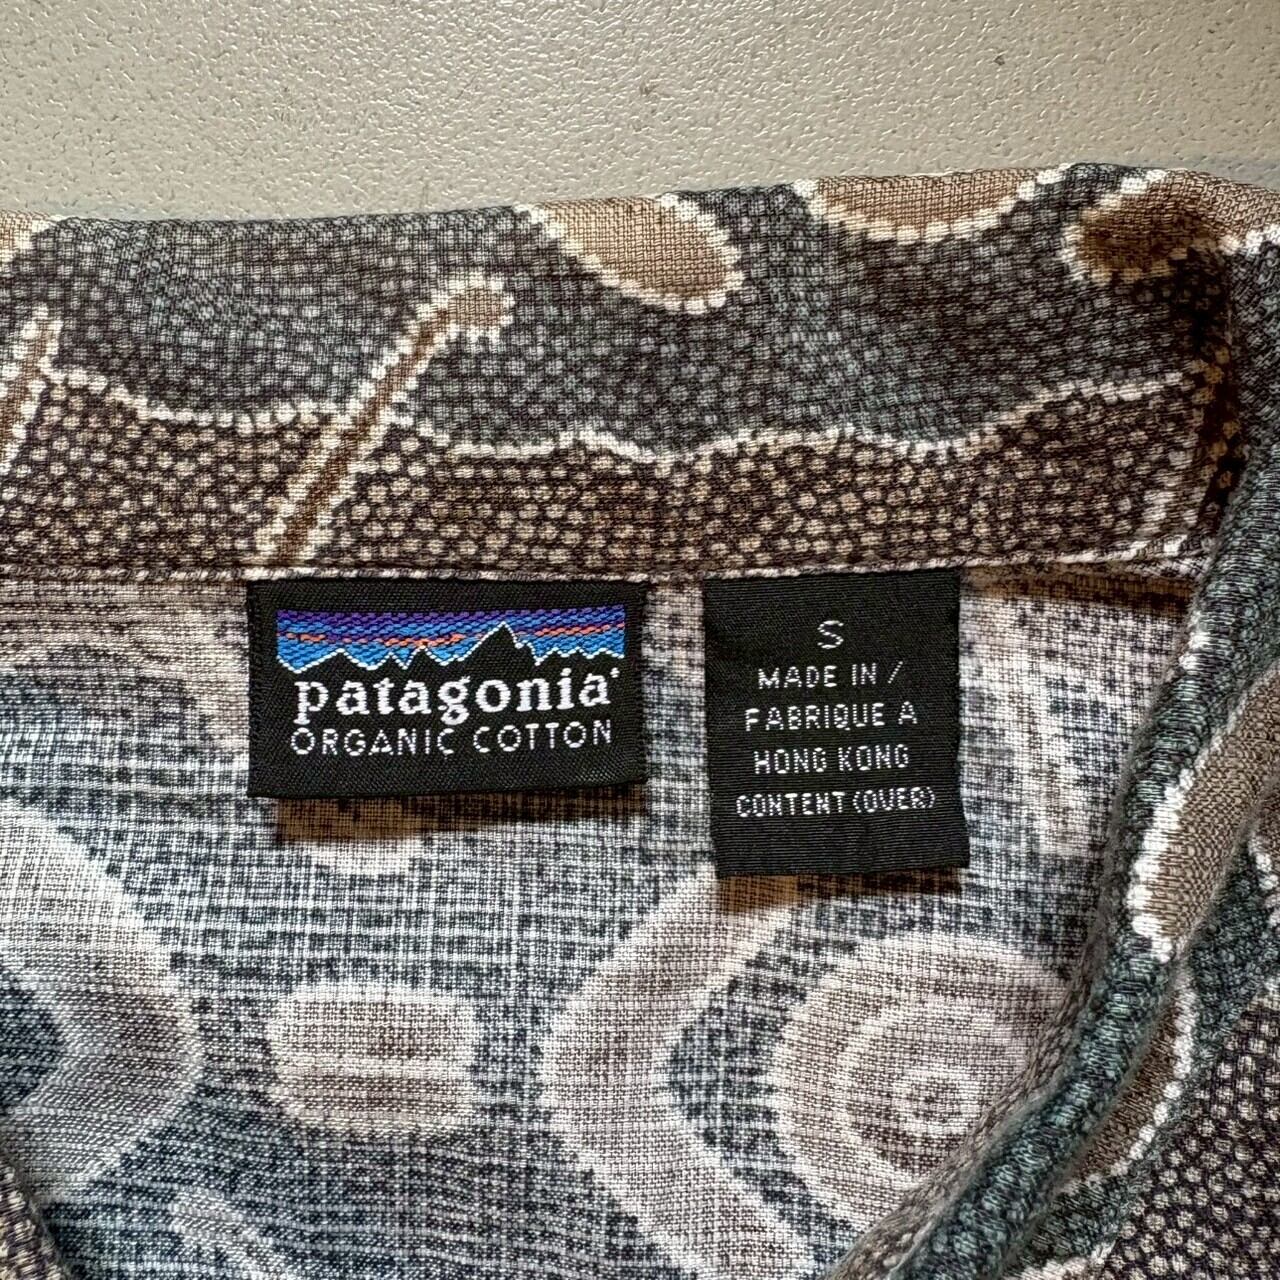 patagonia®
ORGANIC COTTON
S
MADE IN /
FABRIQUE A
HONG KONG
CONTENT (OVER)